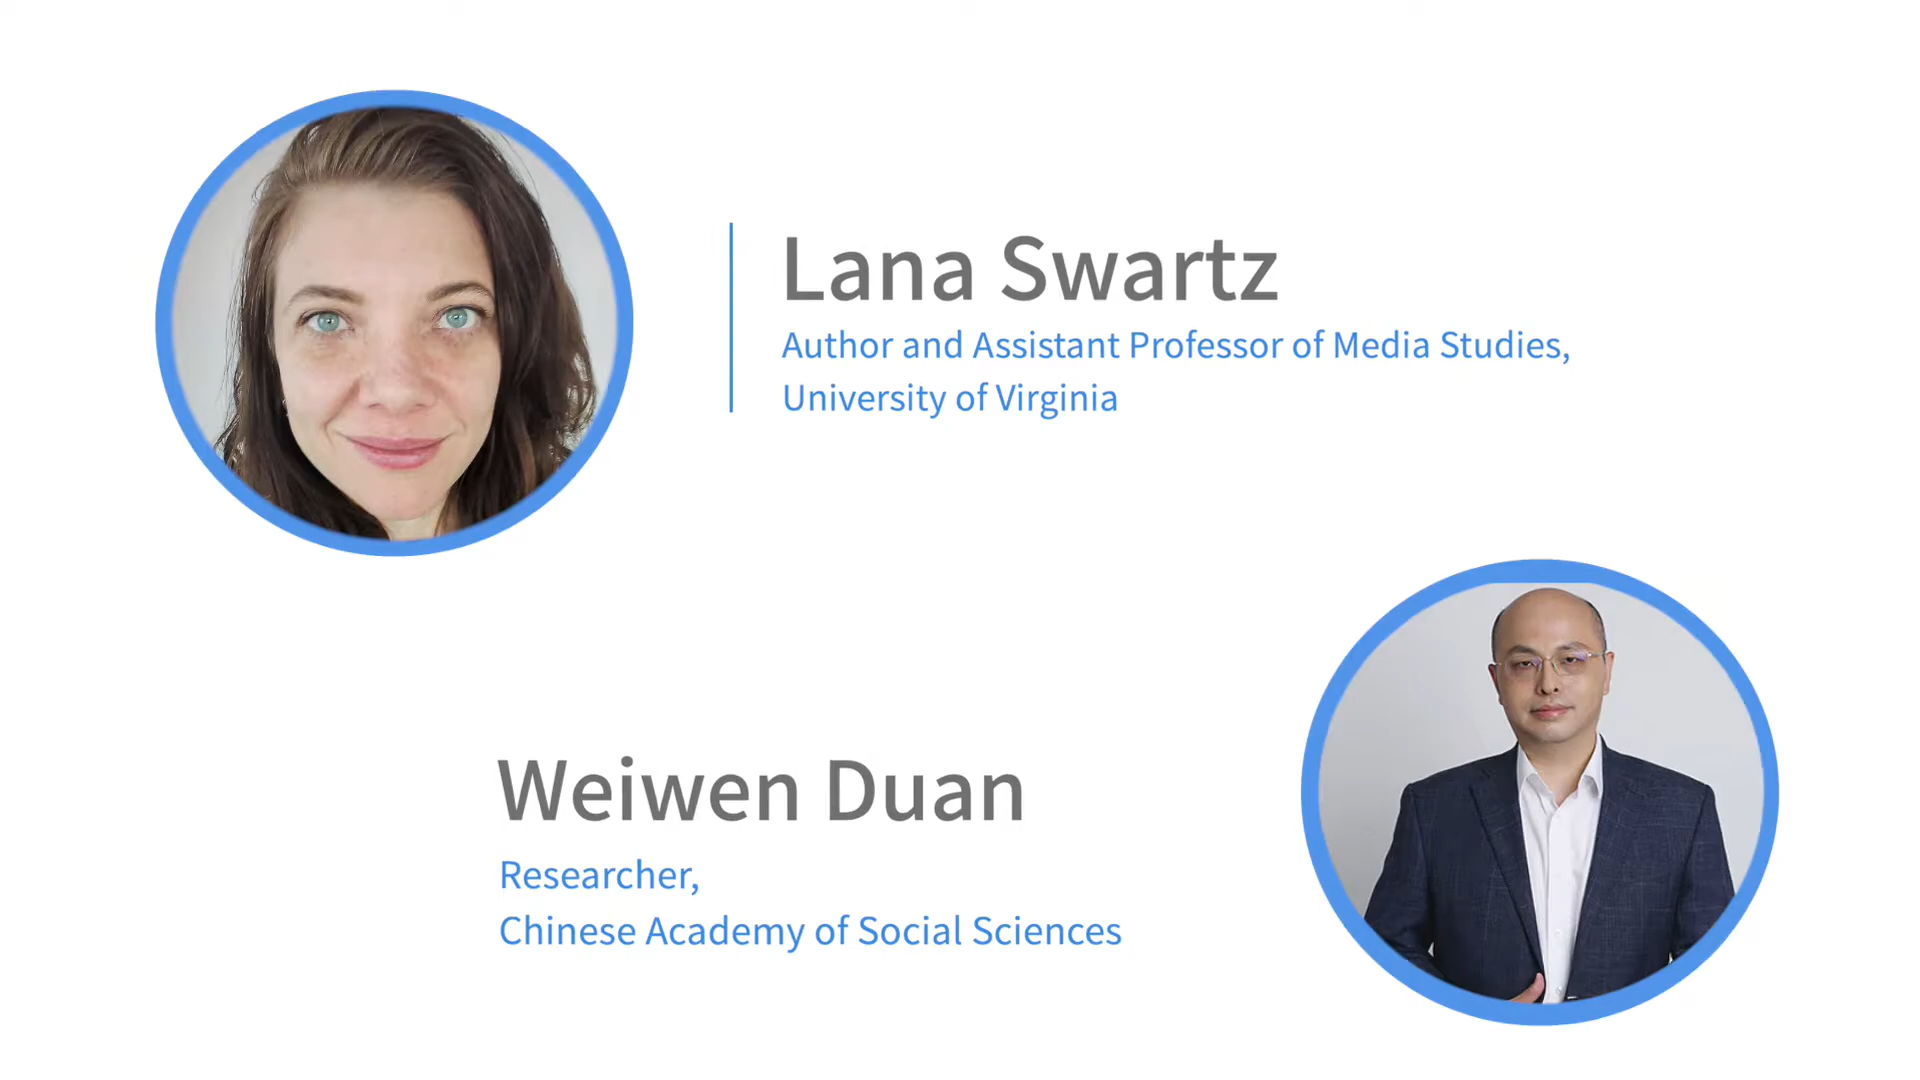 Lana Swartz
Author and Assistant Professor of Media Studies,
University of Virginia
Weiwen Duan
Researcher,
Chinese Academy of Social Sciences